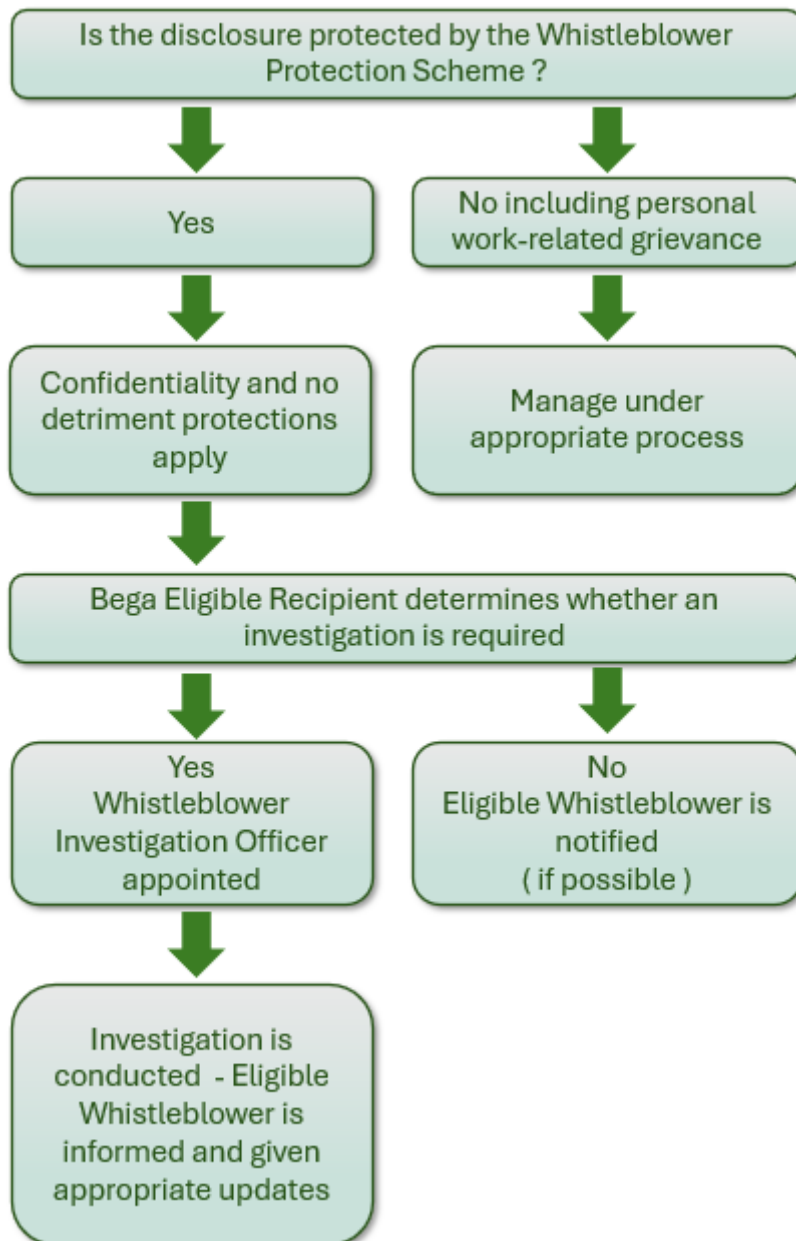 Is the disclosure protected by the Whistleblower
Protection Scheme ?
Yes
No including personal
work-related grievance
Confidentiality and no
detriment protections
apply
Manage under
appropriate process
Bega Eligible Recipient determines whether an
investigation is required
Yes
Whistleblower
Investigation Officer
appointed
No
Eligible Whistleblower is
notified
( if possible )
Investigation is
conducted  - Eligible
Whistleblower is
informed and given
appropriate updates